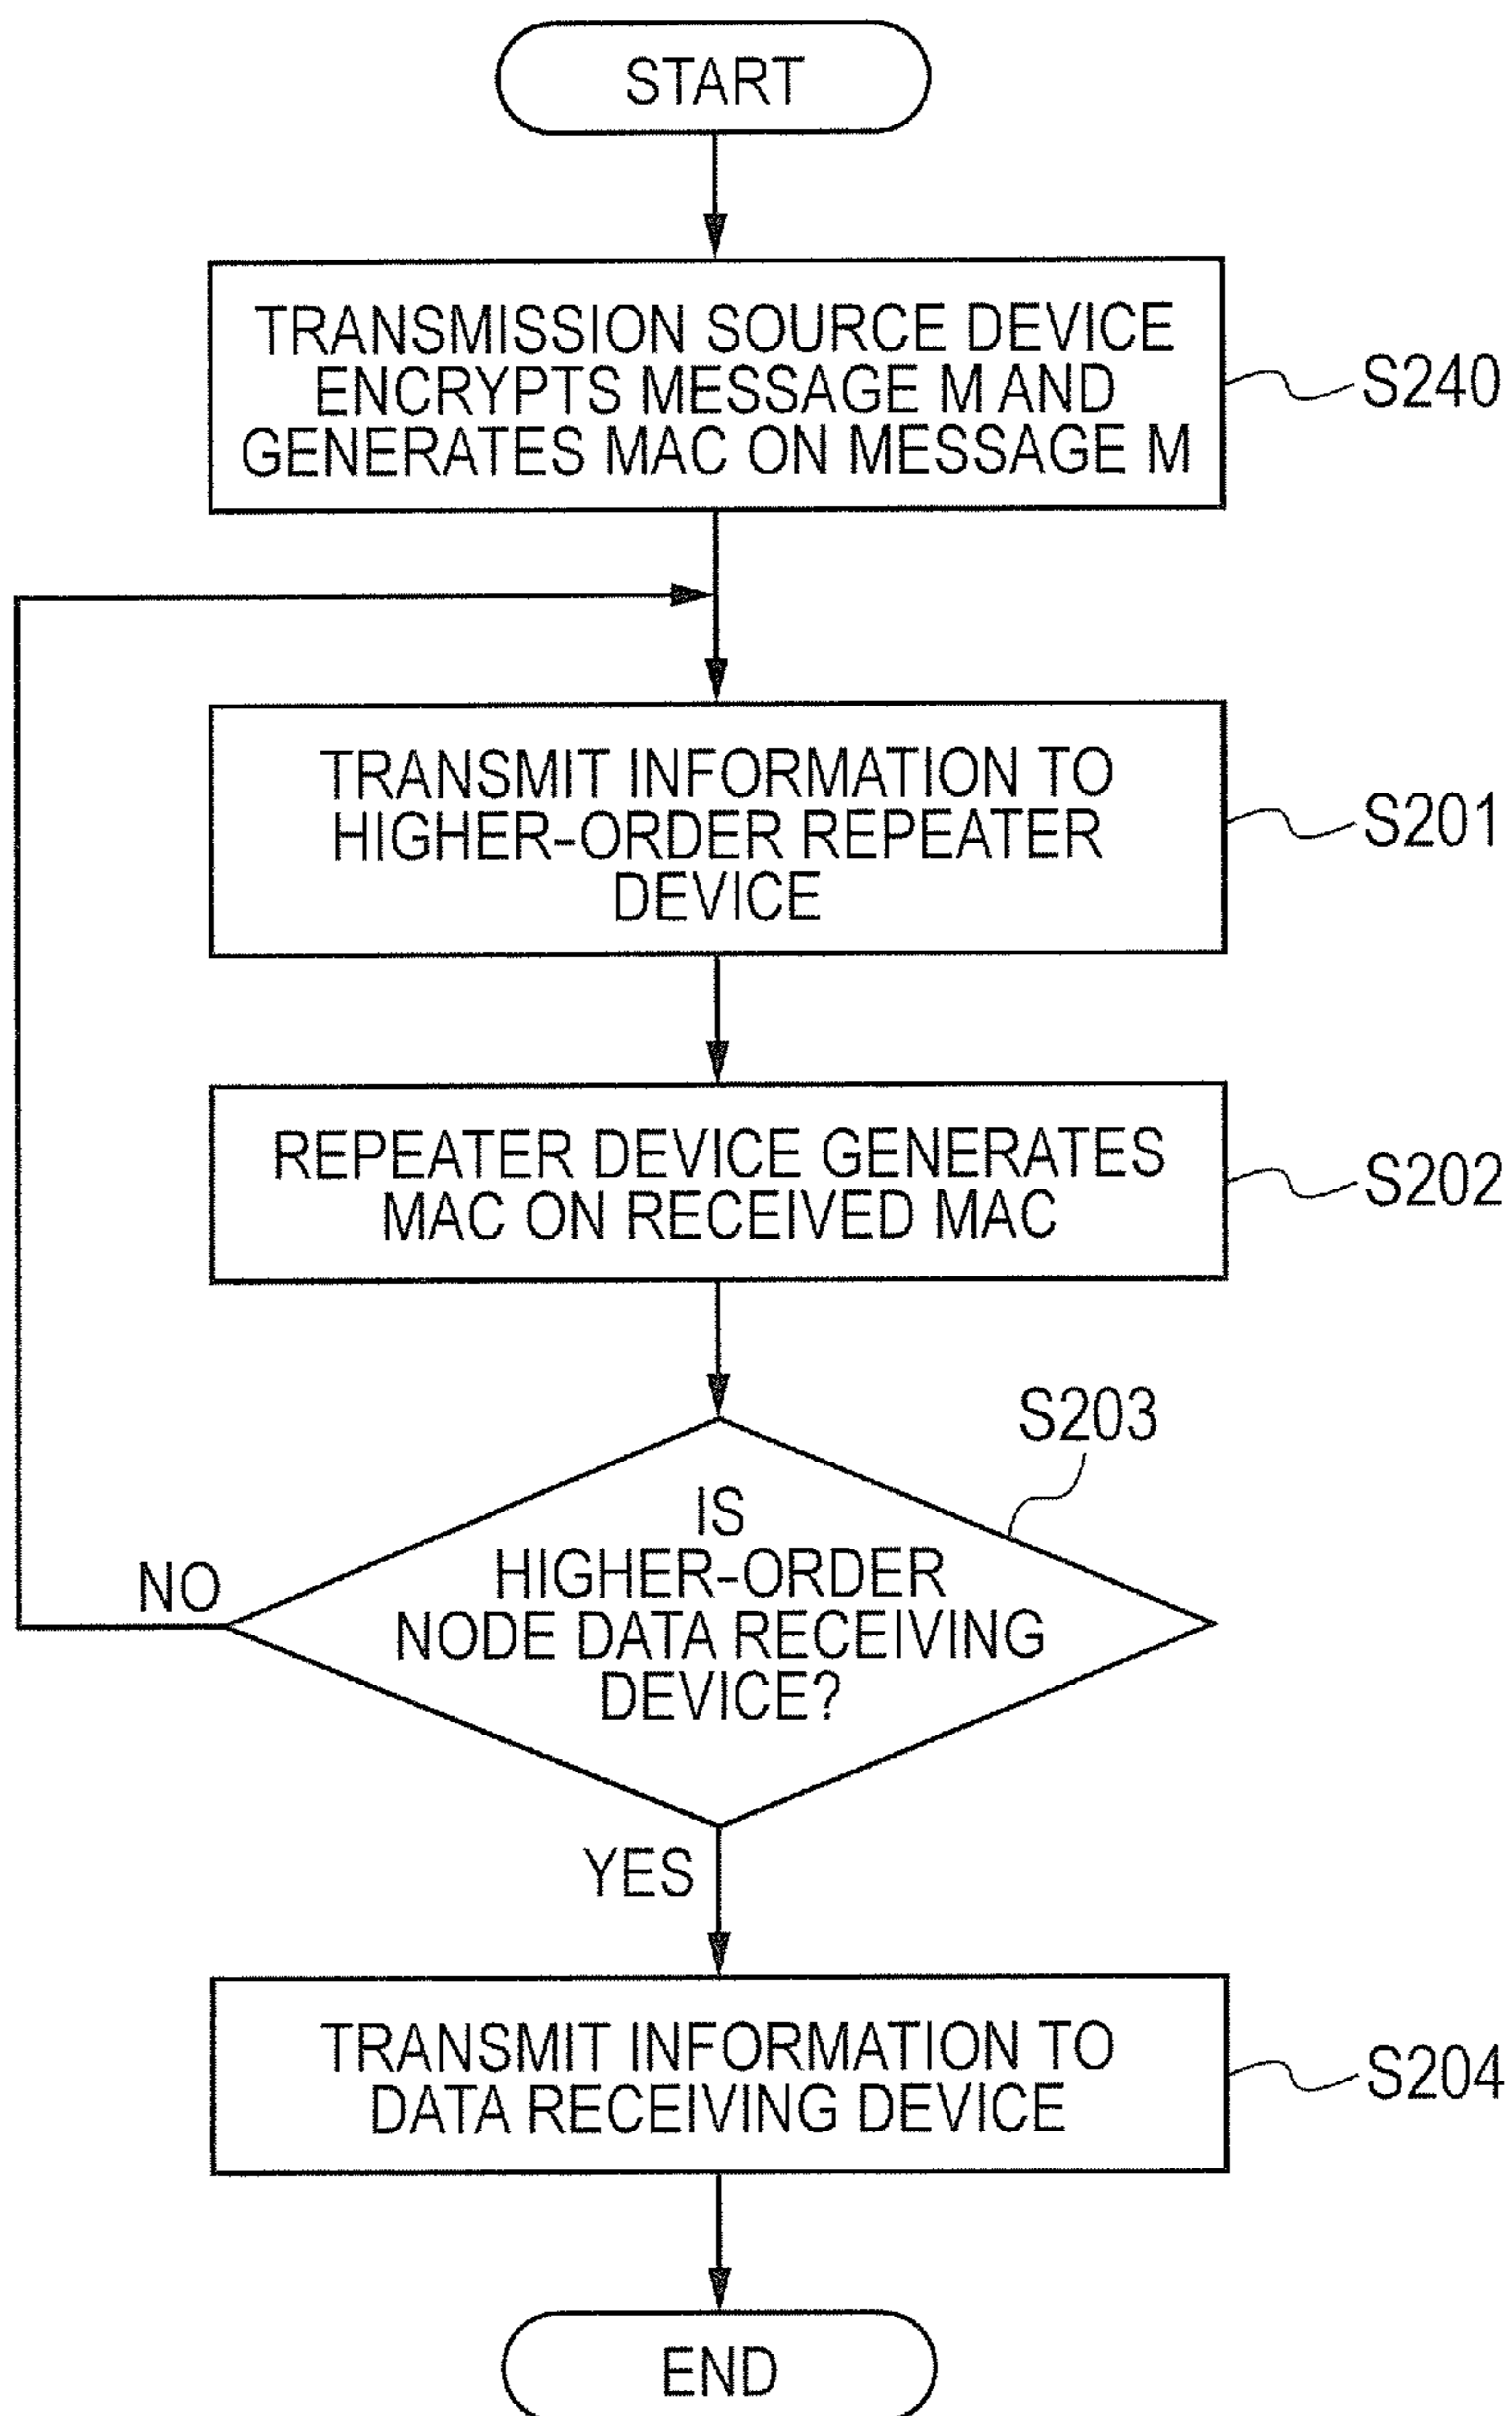 START
TRANSMISSION SOURCE DEVICE
ENCRYPTS MESSAGE M AND
GENERATES MAC ON MESSAGE M
S240
TRANSMIT INFORMATION TO
HIGHER-ORDER REPEATER
DEVICE
S201
REPEATER DEVICE GENERATES
MAC ON RECEIVED MAC
S202
S203
IS
HIGHER-ORDER
NODE DATA RECEIVING
DEVICE?
NO
YES
TRANSMIT INFORMATION TO
DATA RECEIVING DEVICE
S204
END